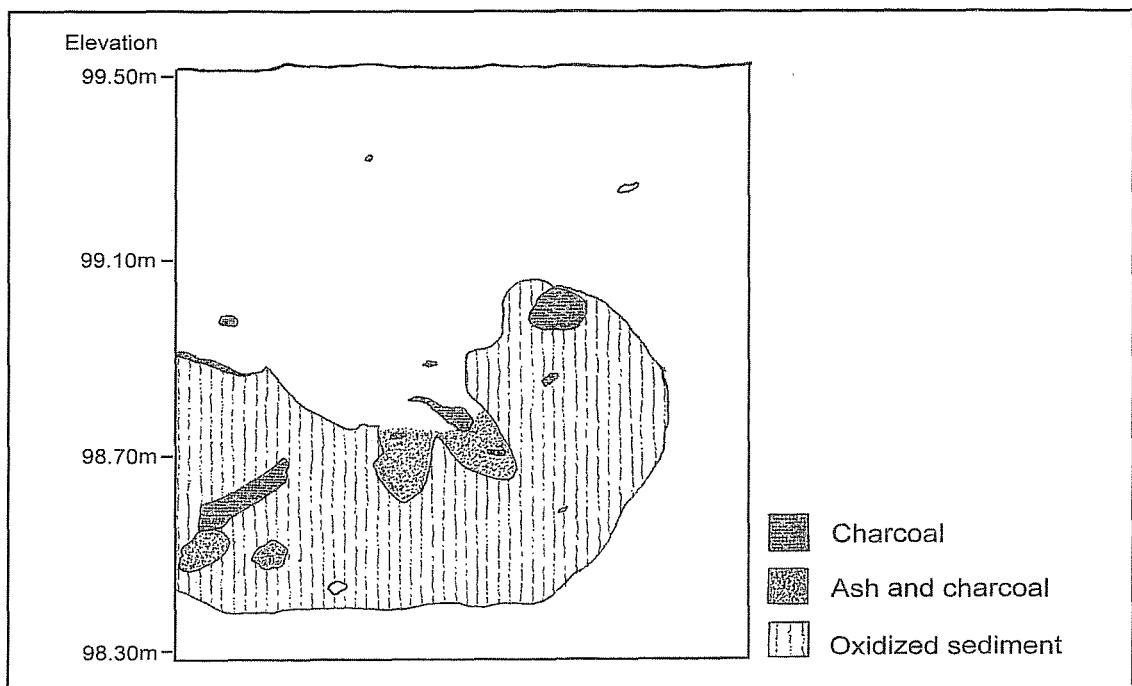 Elevation
99.50m
99.10m
98.70m
98.30m
Charcoal
Ash and charcoal
Oxidized sediment